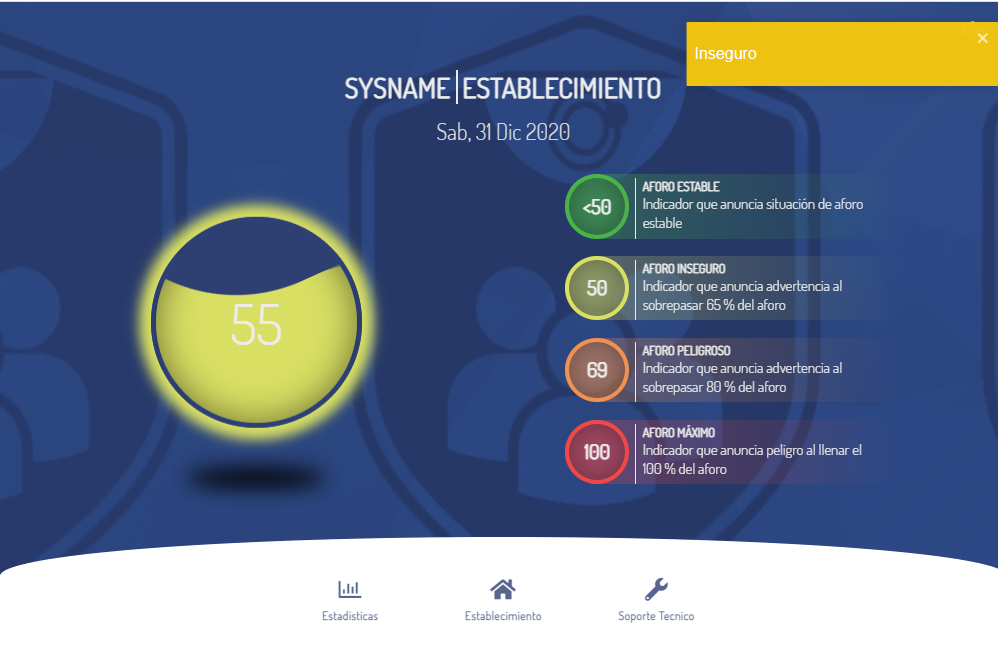 Inseguro
SYSNAME|ESTABLECIMIENTO
Sab, 31 Dic 2020
55
<50
AFORO ESTABLE
Indicador que anuncia situación de aforo
estable
50
AFORO INSEGURO
Indicador que anuncia advertencia al
sobrepasar 65 % del aforo
69
AFORO PELIGROSO
Indicador que anuncia advertencia al
sobrepasar 80 % del aforo
100
AFORO MÁXIMO
Indicador que anuncia peligro al llenar el
100 % del aforo
Estadisticas
Establecimiento
Soporte Tecnico